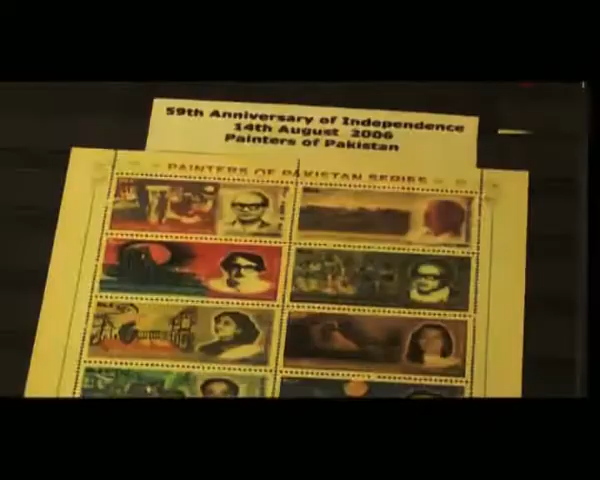 59th Anniversary of Independence
14th August 2006
Painters of Pakistan
PAINTERS OF PAKISTAN SERIES